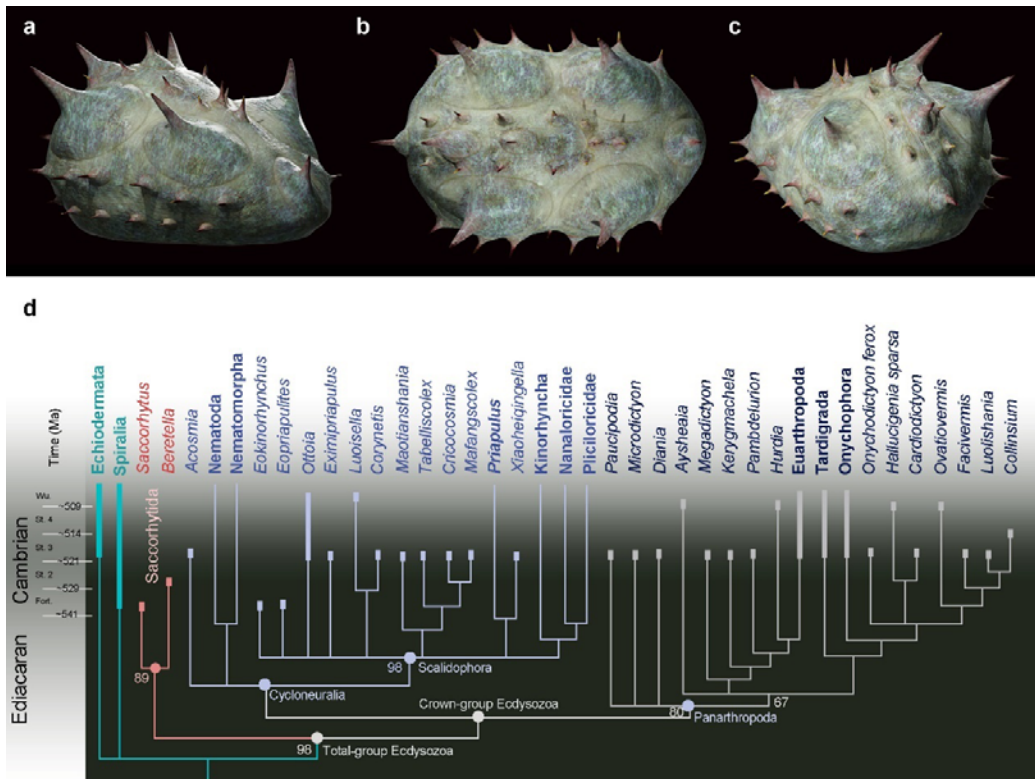 a
b
c
d
Time (Ma)
Echiodermata
Spiralia
Saccorhytus
Beretella
Acosmia
Nematoda
Nematomorpha
Eokinorhynchus
Eopriapulites
Ottoia
Eximipriapulus
Luoisella
Corynetis
Maotianshania
Tabelliscolex
Cricocosmia
Mafangscolex
Priapulus
Xiaoheiqingella
Kinorhyncha
Nanaloricidae
Pliciloricidae
Paucipodia
Microdictyon
Diania
Aysheaia
Megadictyon
Kerygmachela
Pambdelurion
Hurdia
Euarthropoda
Tardigrada
Onychophora
Onychodictyon ferox
Hallucigenia sparsa
Cardiodictyon
Ovatiovermis
Facivermis
Luolishania
Collinsium
Wu.
~509
St. 4
~514
St. 3
~521
St. 2
~529
Fort.
~541
Cambrian
Ediacaran
Saccorhytida
89
98
Scalidophora
Cycloneuralia
67
80
Panarthropoda
Crown-group Ecdysozoa
98
Total-group Ecdysozoa